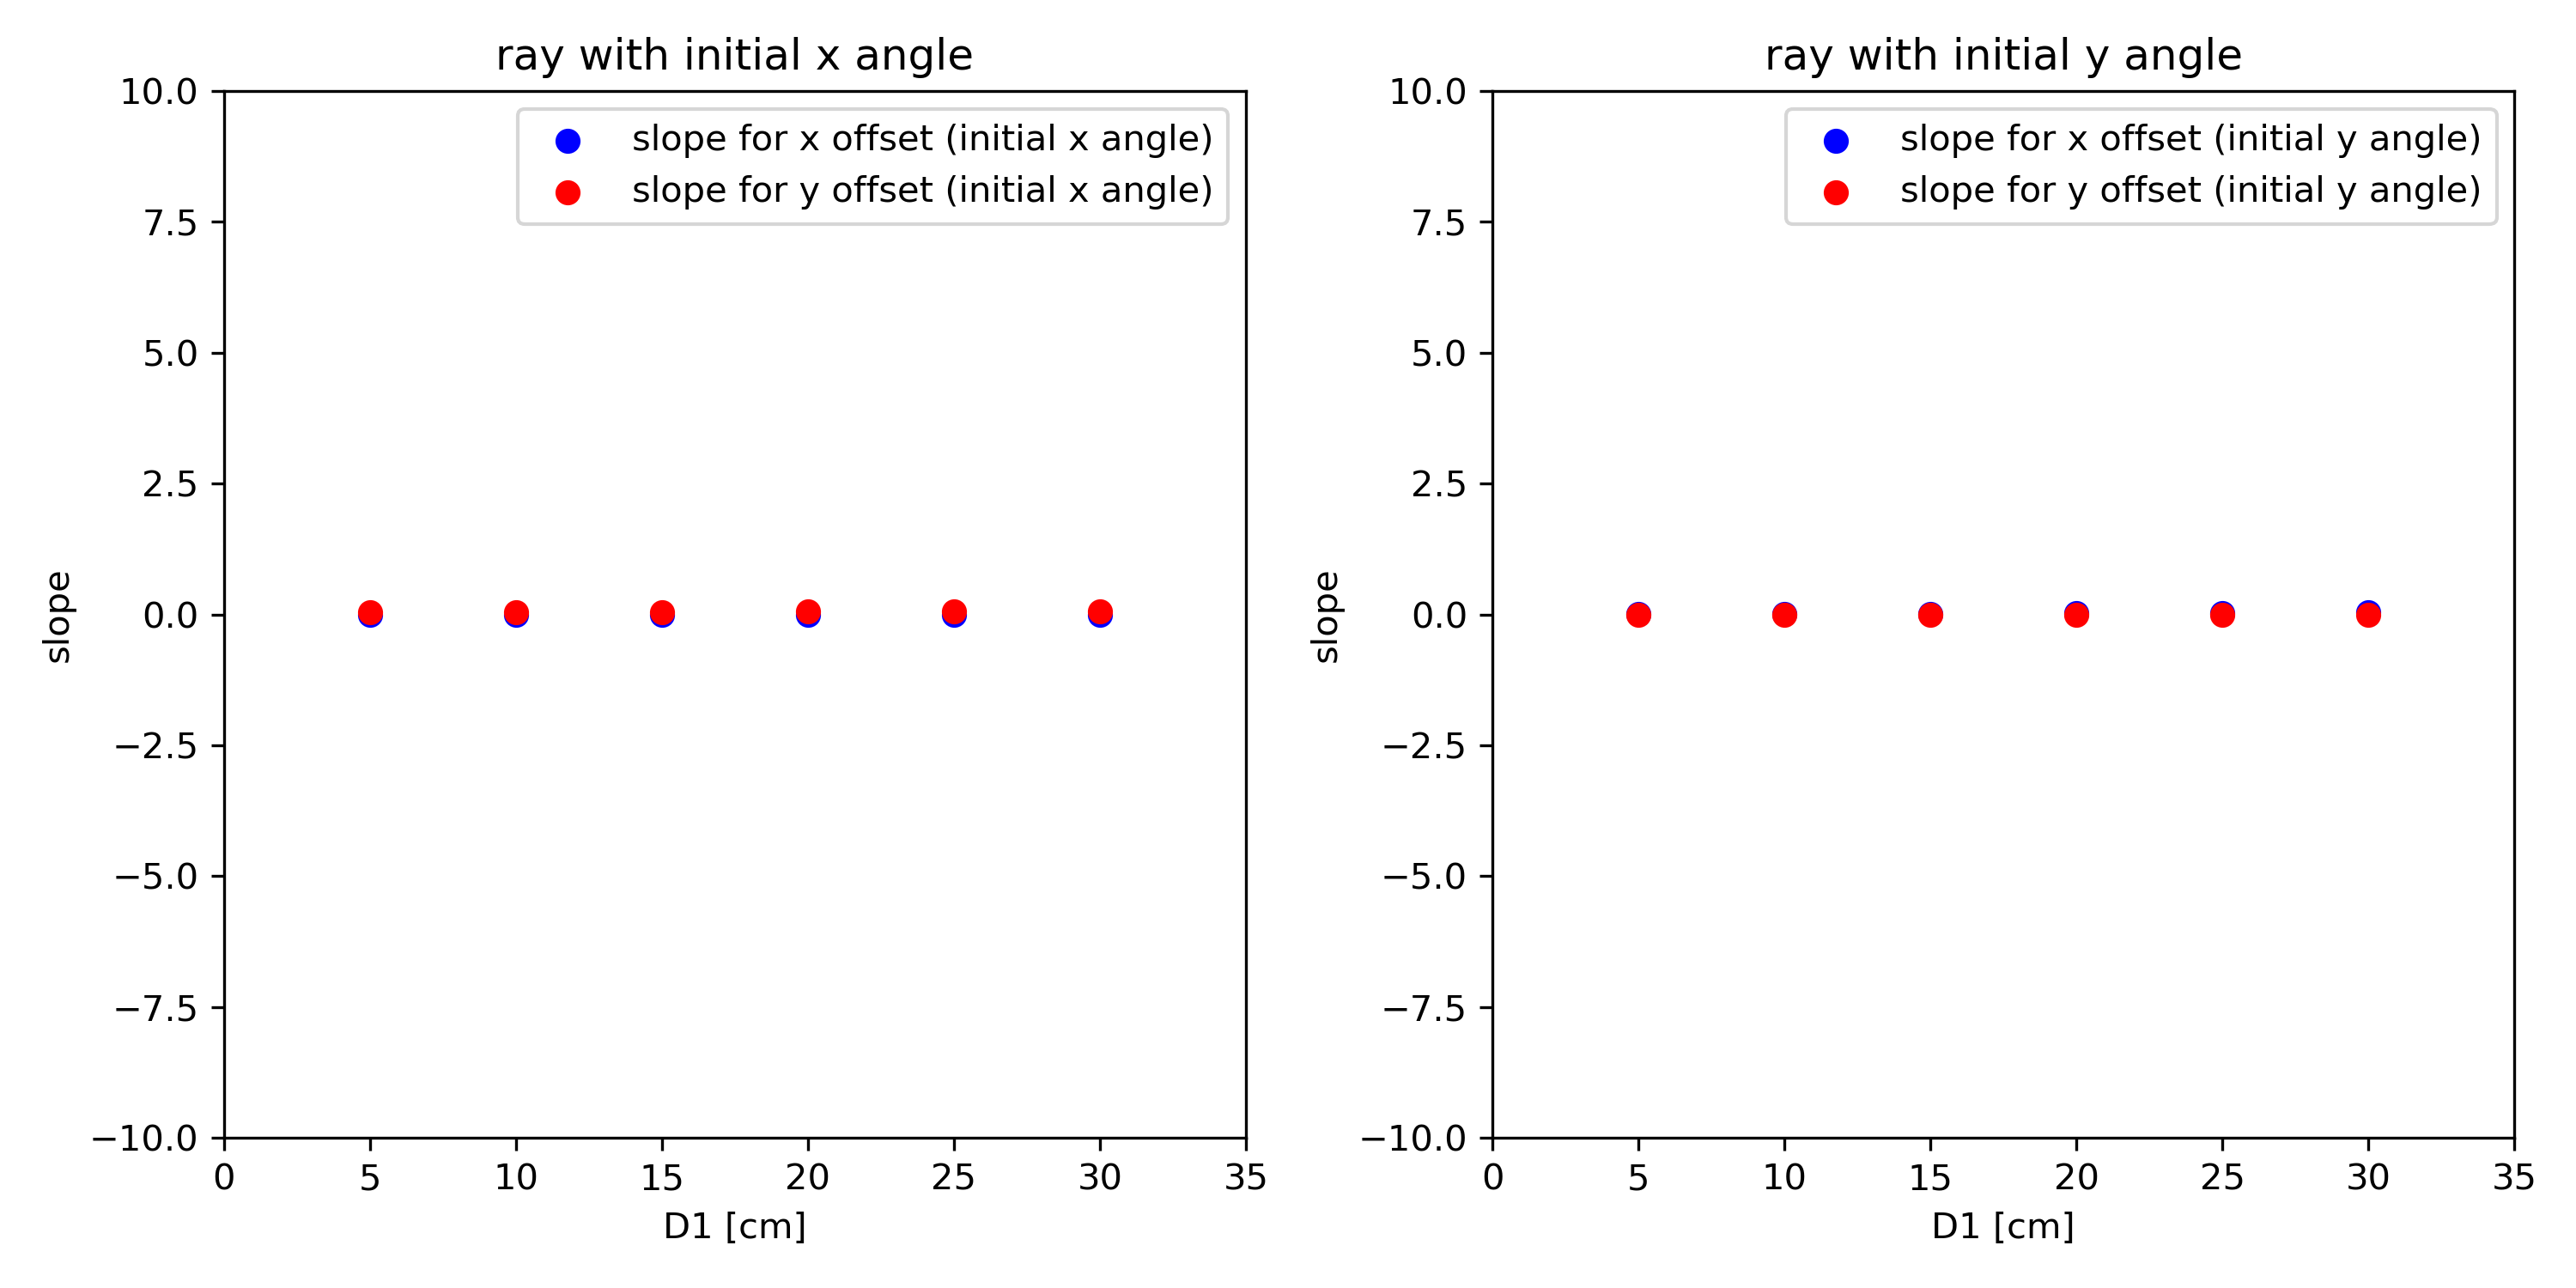 ray with initial x angle
slope for x offset (initial x angle)
slope for y offset (initial x angle)
10.0
7.5
5.0
2.5
0.0
−2.5
−5.0
−7.5
−10.0
slope
0 5 10 15 20 25 30 35
D1 [cm]
ray with initial y angle
slope for x offset (initial y angle)
slope for y offset (initial y angle)
10.0
7.5
5.0
2.5
0.0
−2.5
−5.0
−7.5
−10.0
slope
0 5 10 15 20 25 30 35
D1 [cm]